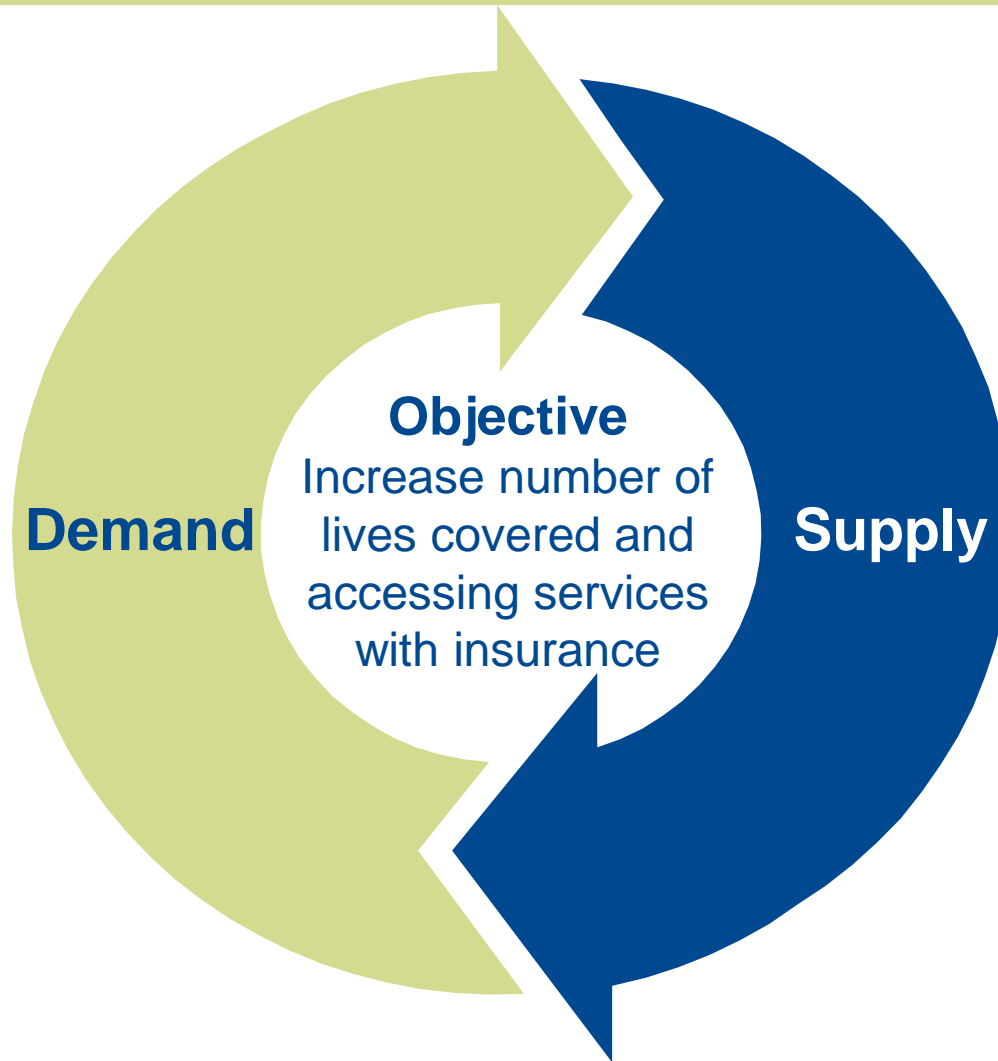 Objective
Increase number of
lives covered and
accessing services
with insurance
Demand
Supply